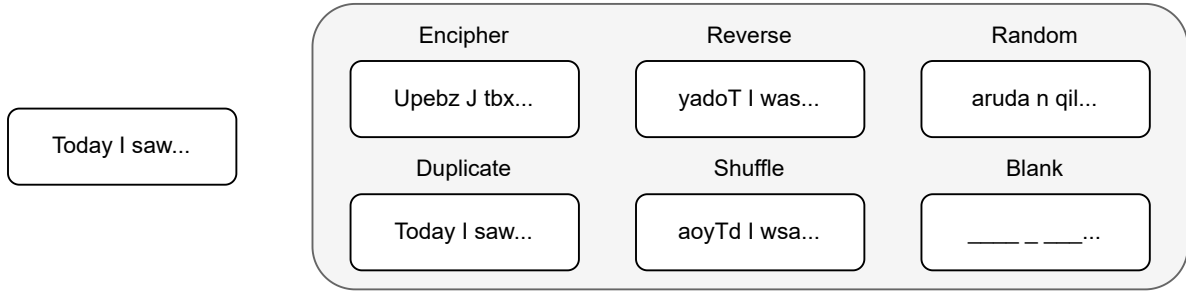 Today I saw...
Encipher
Upebz J tbx...
Reverse
yadoT I was...
Random
aruda n qil...
Duplicate
Today I saw...
Shuffle
aoyTd I wsa...
Blank
____ _ ___...